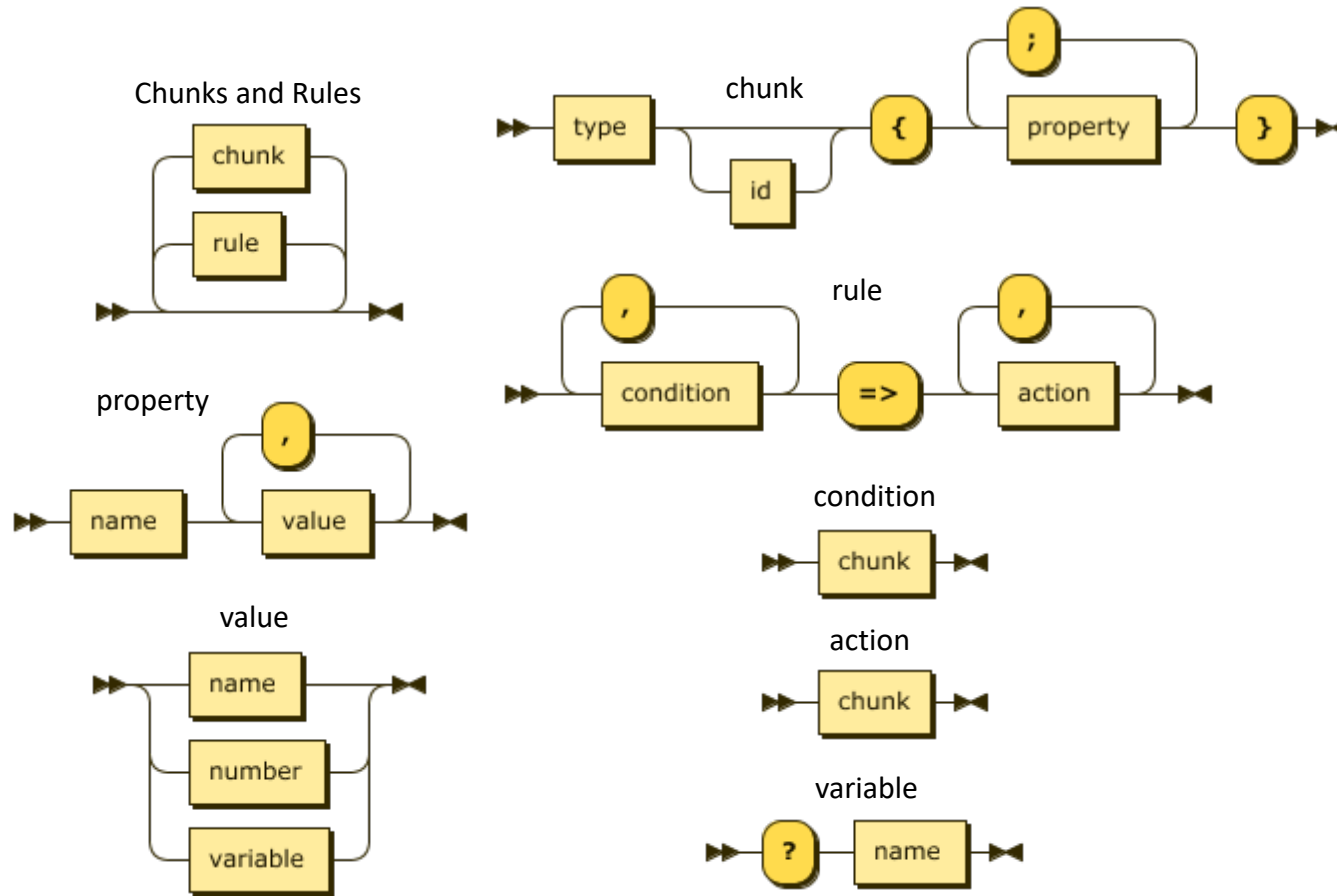 Chunks and Rules
chunk
rule
property
,
name
value
value
name
number
variable
chunk
;
type
{
property
}
id
rule
,
,
condition
=>
action
condition
chunk
action
chunk
variable
?
name